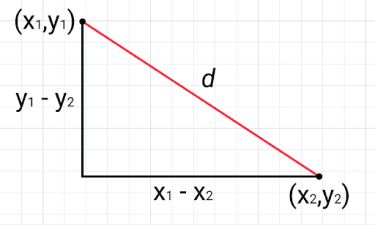 (x₁,y₁)
d
y₁ - y₂
x₁ - x₂
(x₂,y₂)